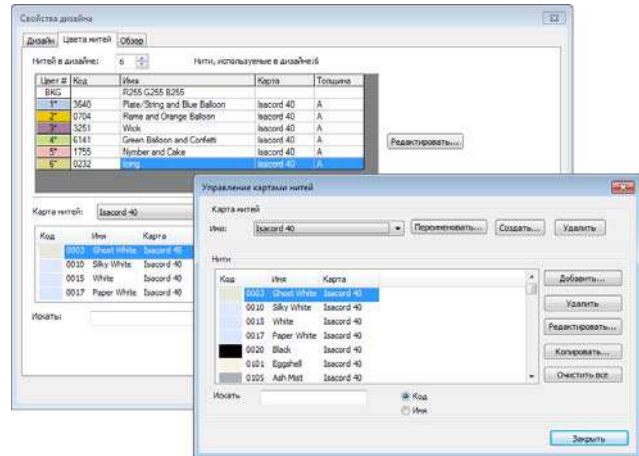 Свойства дизайна
Дизайн Цвета нитей Обзор
Нитей в дизайне: 6 Нити, используемые в дизайне:6
Цвет # Код Имя Карта Толщина
BKG R255 G255 B255
1* 3640 Plate/String and Blue Balloon Isacord 40 A
2* 0704 Flame and Orange Balloon Isacord 40 A
3* 3251 Wick Isacord 40 A
4* 6141 Green Balloon and Confetti Isacord 40 A
5* 1755 Nymber and Cake Isacord 40 A
6* 0232 Icing Isacord 40 A
Редактировать...
Карта нитей: Isacord 40
Код Имя Карта
0003 Ghost White Isacord 40
0010 Silky White Isacord 40
0015 White Isacord 40
0017 Paper White Isacord 40
Искать:
Управление картами нитей
Карта нитей
Имя: Isacord 40 Переименовать... Создать... Удалить
Нити
Код Имя Карта
0003 Ghost White Isacord 40
0010 Silky White Isacord 40
0015 White Isacord 40
0017 Paper White Isacord 40
0020 Black Isacord 40
0101 Eggshell Isacord 40
0105 Ash Mist Isacord 40
Добавить...
Удалить
Редактировать...
Копировать...
Очистить все
Искать
Код
Имя
Закрыть